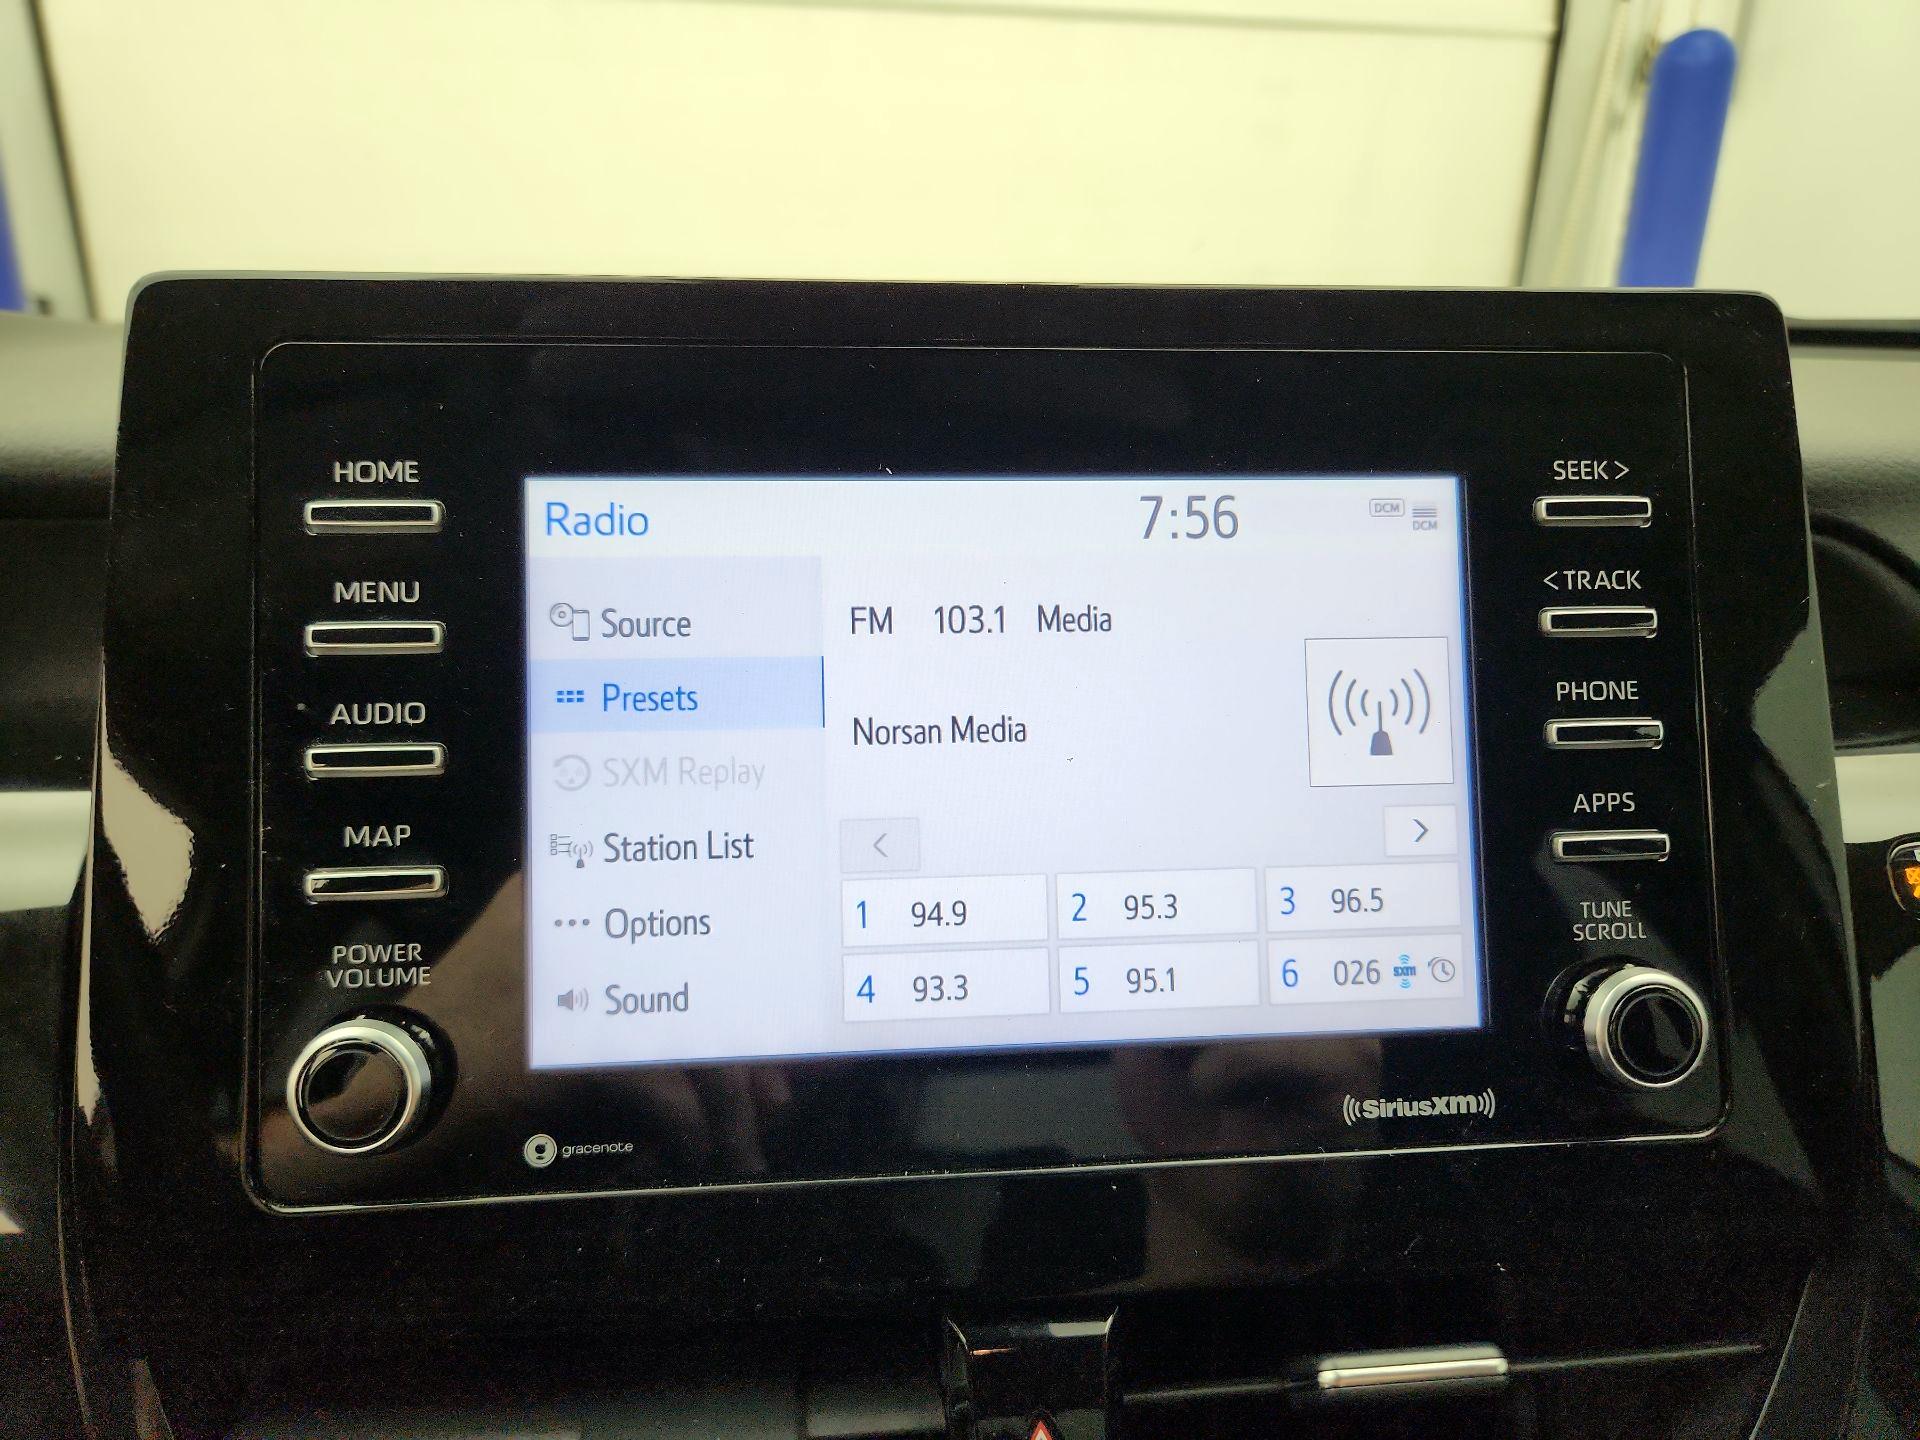 HOME
MENU
AUDIO
MAP
POWER
VOLUME
Radio
7:56
DCM
DCM
Source
Presets
SXM Replay
Station List
Options
Sound
FM 103.1 Media
Norsan Media
<
>
1 94.9
2 95.3
3 96.5
4 93.3
5 95.1
6 026 sxm
SEEK >
< TRACK
PHONE
APPS
TUNE
SCROLL
gracenote
((SiriusXM))